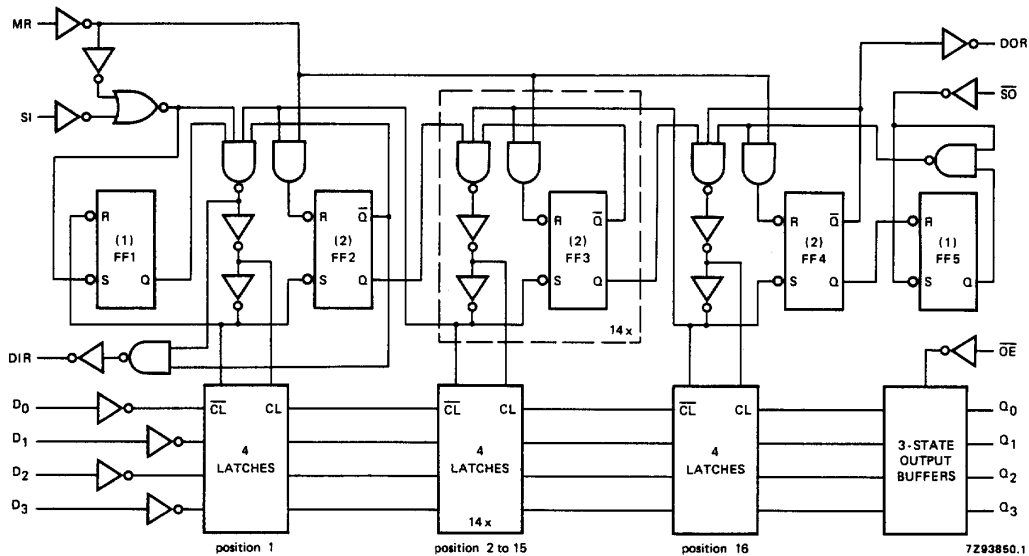 MR
DOR
SO
SI
R
(1)
FF1
S Q
R Q
(2)
FF2
S Q
R Q
(2)
FF3
S Q
14x
R Q
(2)
FF4
S Q
R
(1)
FF5
S Q
DIR
OE
D0
D1
D2
D3
CL CL
4
LATCHES
position 1
CL CL
4
LATCHES
14x
position 2 to 15
CL CL
4
LATCHES
position 16
3-STATE
OUTPUT
BUFFERS
Q0
Q1
Q2
Q3
7Z93850.1